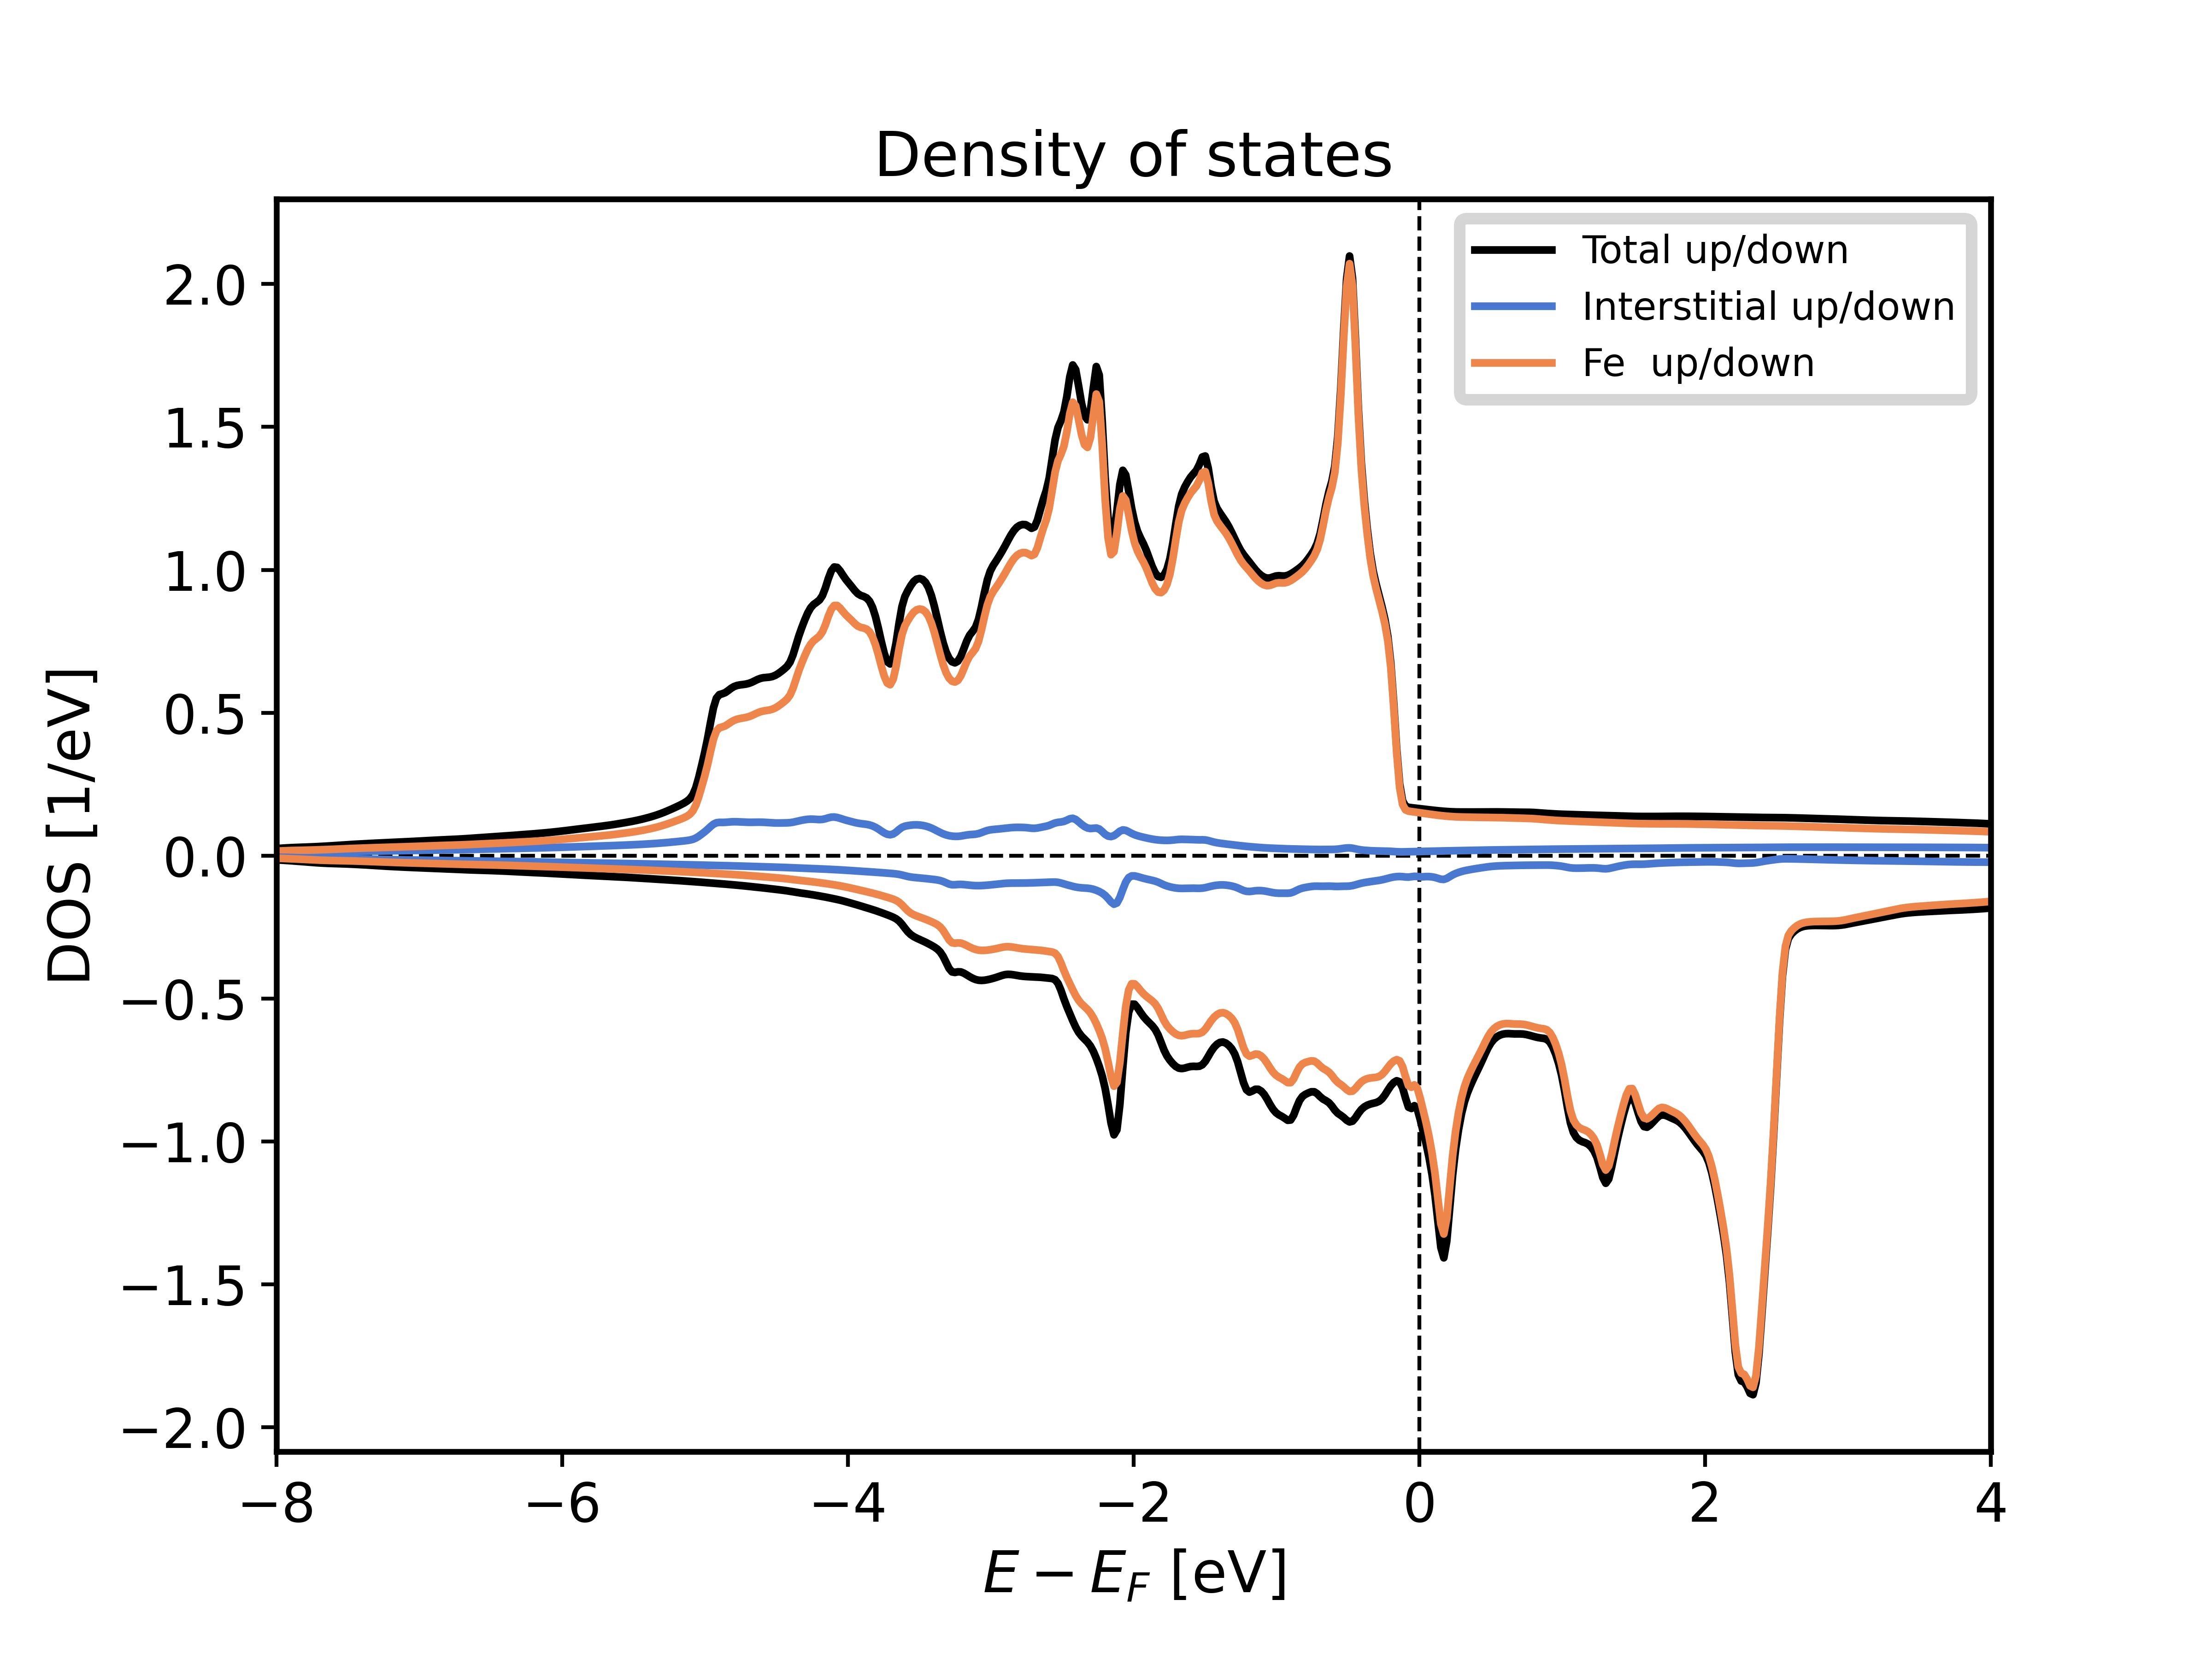 Density of states
Total up/down
Interstitial up/down
Fe  up/down
2.0
1.5
1.0
0.5
0.0
−0.5
−1.0
−1.5
−2.0
DOS [1/eV]
−8 −6 −4 −2 0 2 4
E − E_F [eV]